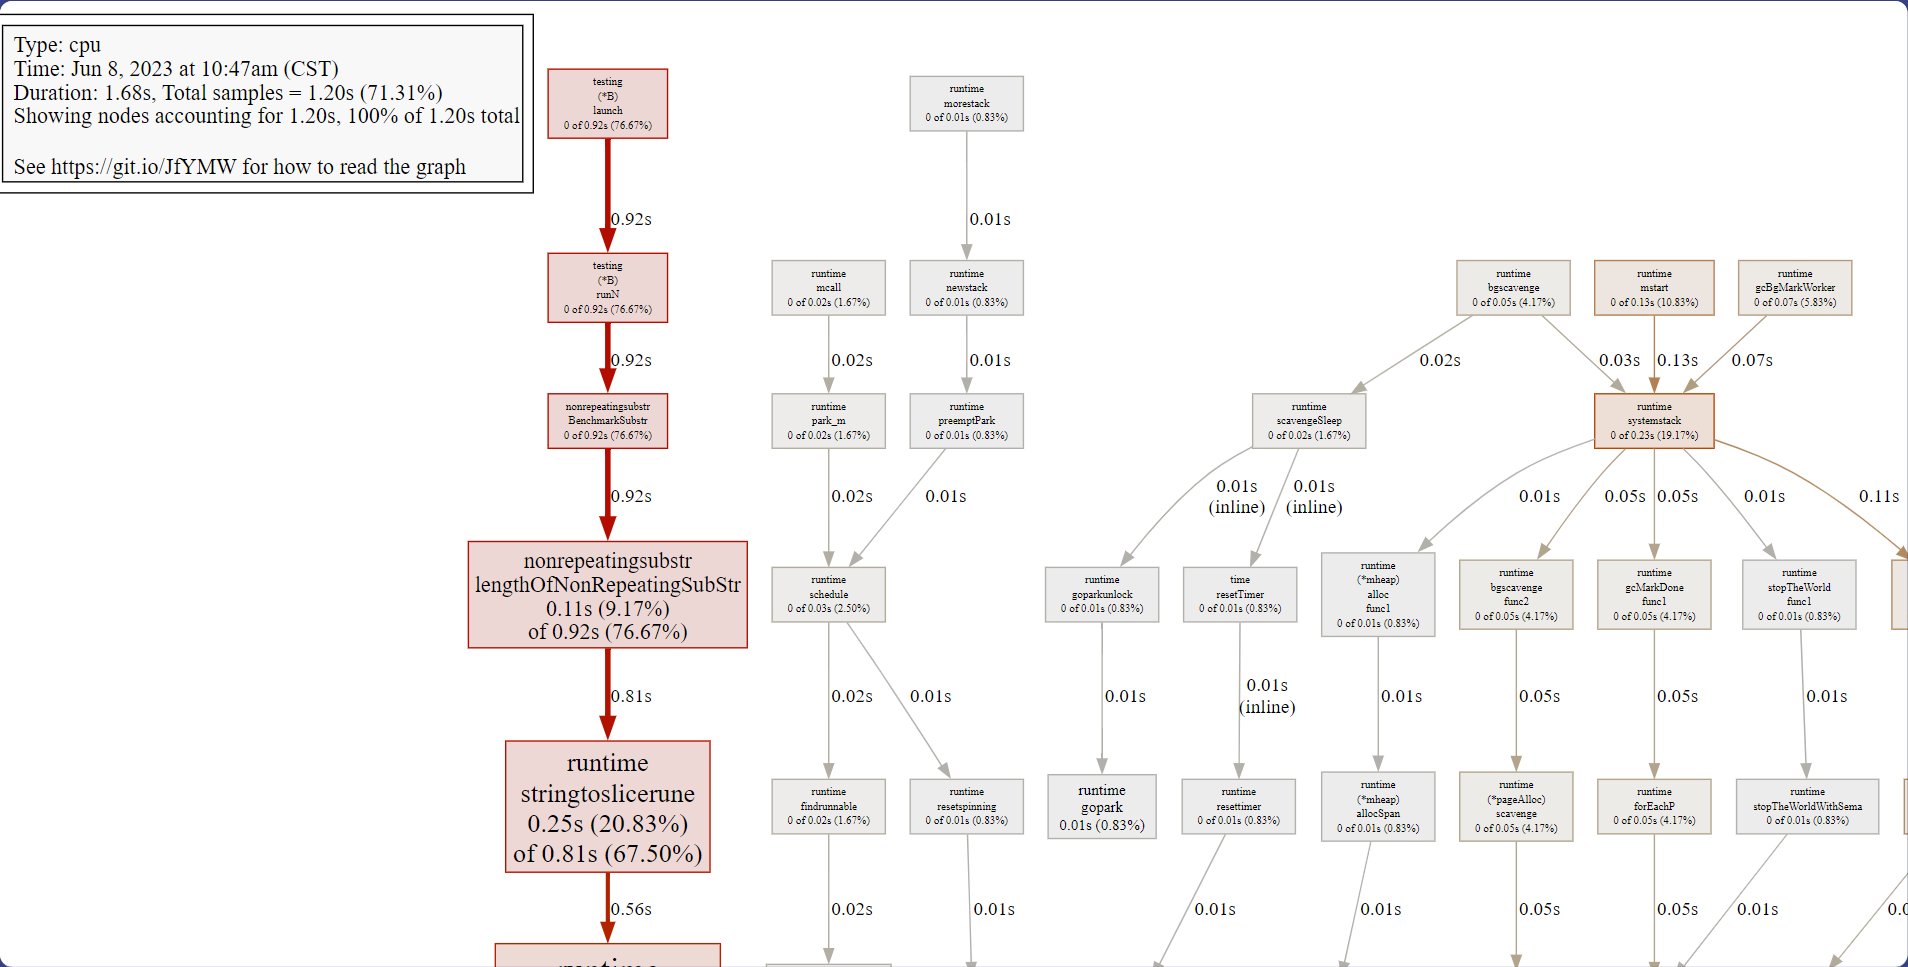 Type: cpu
Time: Jun 8, 2023 at 10:47am (CST)
Duration: 1.68s, Total samples = 1.20s (71.31%)
Showing nodes accounting for 1.20s, 100% of 1.20s total
See https://git.io/JfYMW for how to read the graph
testing
(*B)
launch
0 of 0.92s (76.67%)
runtime
morestack
0 of 0.01s (0.83%)
0.92s
0.01s
testing
(*B)
runN
0 of 0.92s (76.67%)
runtime
mcall
0 of 0.02s (1.67%)
runtime
newstack
0 of 0.01s (0.83%)
runtime
bgscavenge
0 of 0.05s (4.17%)
runtime
mstart
0 of 0.13s (10.83%)
runtime
gcBgMarkWorker
0 of 0.07s (5.83%)
0.92s
0.02s
0.01s
0.02s
0.03s
0.13s
0.07s
nonrepeatingsubstr
BenchmarkSubstr
0 of 0.92s (76.67%)
runtime
park_m
0 of 0.02s (1.67%)
runtime
preemptPark
0 of 0.01s (0.83%)
runtime
scavengeSleep
0 of 0.02s (1.67%)
runtime
systemstack
0 of 0.23s (19.17%)
0.92s
0.02s
0.01s
0.01s
(inline)
0.01s
(inline)
0.01s
0.05s
0.05s
0.01s
0.11s
nonrepeatingsubstr
lengthOfNonRepeatingSubStr
0.11s (9.17%)
of 0.92s (76.67%)
runtime
schedule
0 of 0.03s (2.50%)
runtime
goparkunlock
0 of 0.01s (0.83%)
time
resetTimer
0 of 0.01s (0.83%)
runtime
(*mheap)
alloc
func1
0 of 0.01s (0.83%)
runtime
bgscavenge
func2
0 of 0.05s (4.17%)
runtime
gcMarkDone
func1
0 of 0.05s (4.17%)
runtime
stopTheWorld
func1
0 of 0.01s (0.83%)
0.81s
0.02s
0.01s
0.01s
0.01s
(inline)
0.01s
0.05s
0.05s
0.01s
runtime
stringtoslicerune
0.25s (20.83%)
of 0.81s (67.50%)
runtime
findrunnable
0 of 0.02s (1.67%)
runtime
resetspinning
0 of 0.01s (0.83%)
runtime
gopark
0.01s (0.83%)
runtime
resettimer
0 of 0.01s (0.83%)
runtime
(*mheap)
allocSpan
0 of 0.01s (0.83%)
runtime
(*pageAlloc)
scavenge
0 of 0.05s (4.17%)
runtime
forEachP
0 of 0.05s (4.17%)
runtime
stopTheWorldWithSema
0 of 0.01s (0.83%)
0.56s
0.02s
0.01s
0.01s
0.01s
0.05s
0.05s
0.01s
runtime